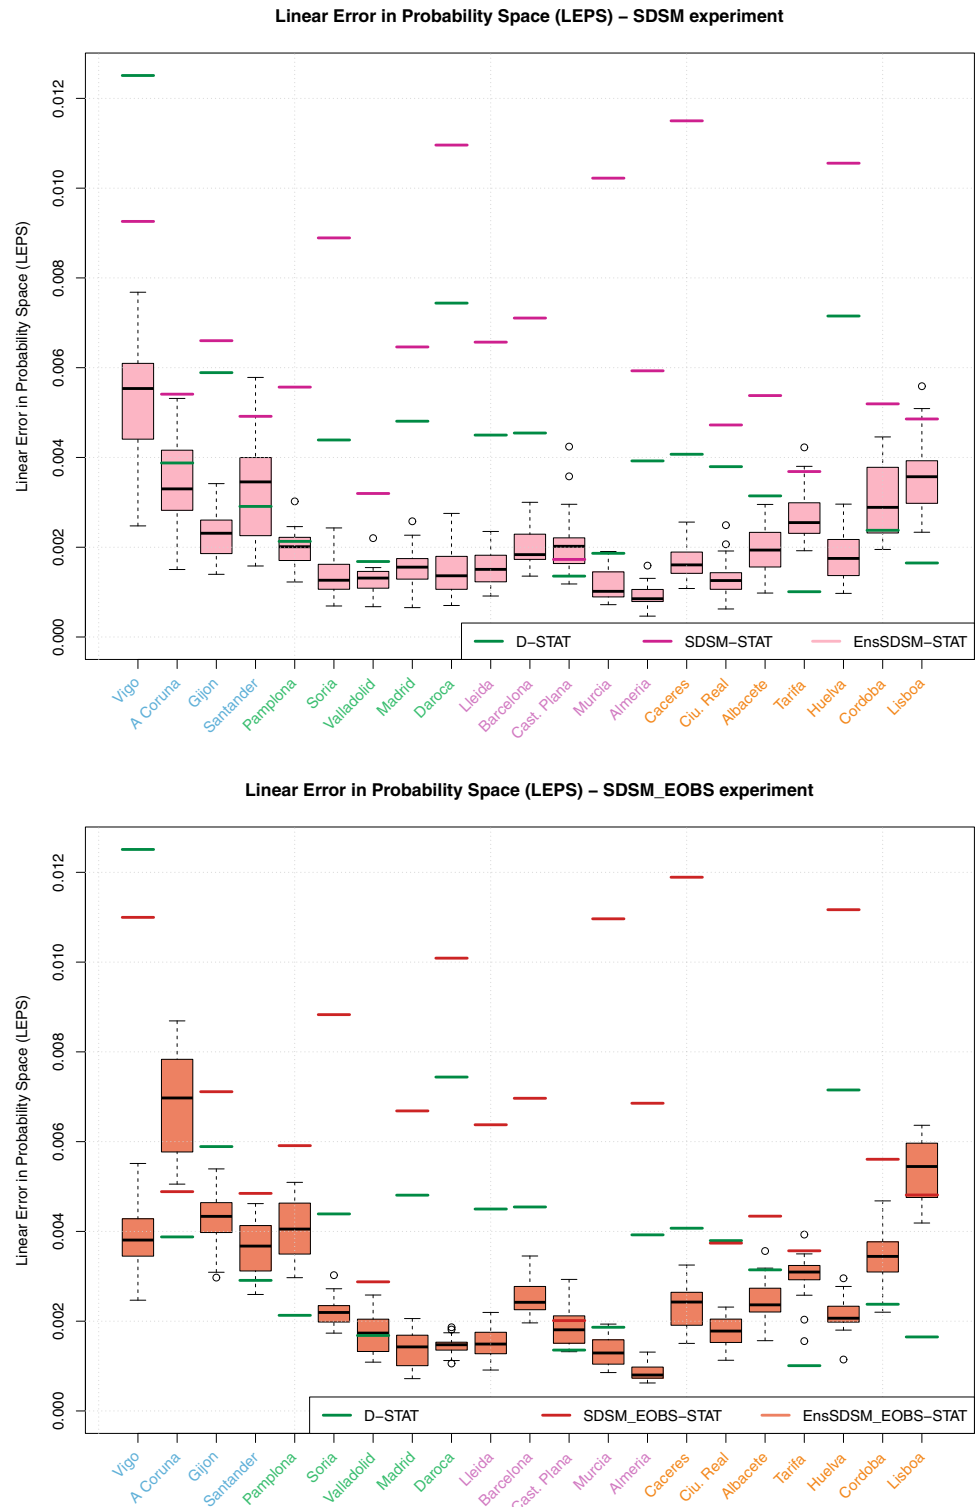 Linear Error in Probability Space (LEPS) − SDSM experiment
Linear Error in Probability Space (LEPS)
0.012
0.010
0.008
0.006
0.004
0.002
0.000
D−STAT SDSM−STAT EnsSDSM−STAT
Vigo A Coruna Gijon Santander Pamplona Soria Valladolid Madrid Daroca Lleida Barcelona Cast. Plana Murcia Almeria Caceres Ciu. Real Albacete Tarifa Huelva Cordoba Lisboa
Linear Error in Probability Space (LEPS) − SDSM_EOBS experiment
Linear Error in Probability Space (LEPS)
0.012
0.010
0.008
0.006
0.004
0.002
0.000
D−STAT SDSM_EOBS−STAT EnsSDSM_EOBS−STAT
Vigo A Coruna Gijon Santander Pamplona Soria Valladolid Madrid Daroca Lleida Barcelona Cast. Plana Murcia Almeria Caceres Ciu. Real Albacete Tarifa Huelva Cordoba Lisboa